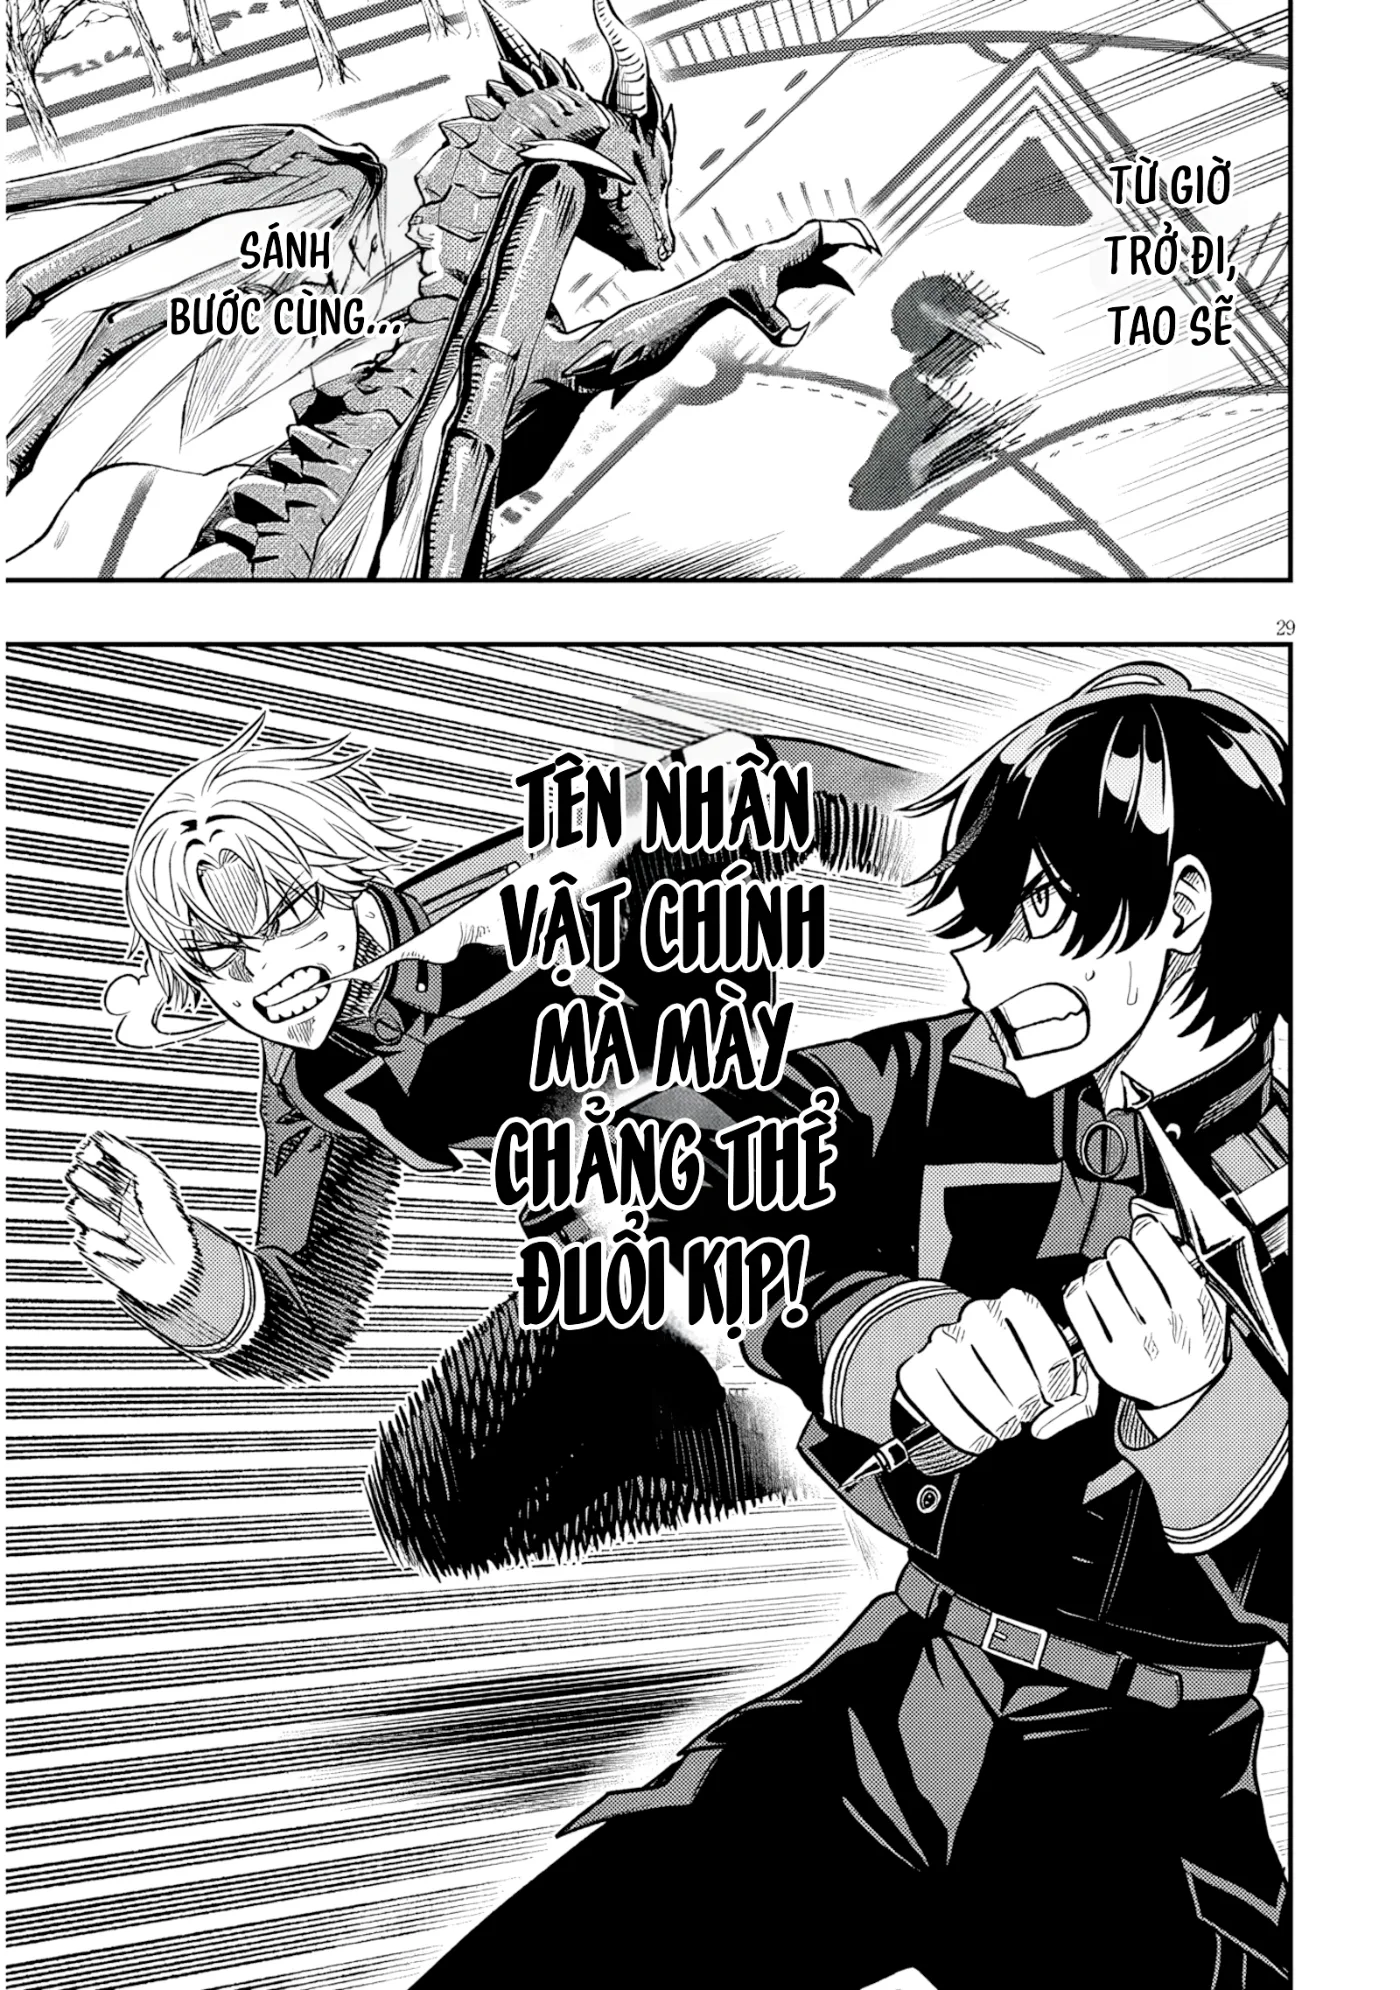 TỪ GIỜ
TRỞ ĐI,
TAO SẼ
SÁNH
BƯỚC CÙNG...
29
TÊN NHÂN
VẬT CHÍNH
MÀ MÀY
CHẲNG THỂ
ĐUỔI KỊP!